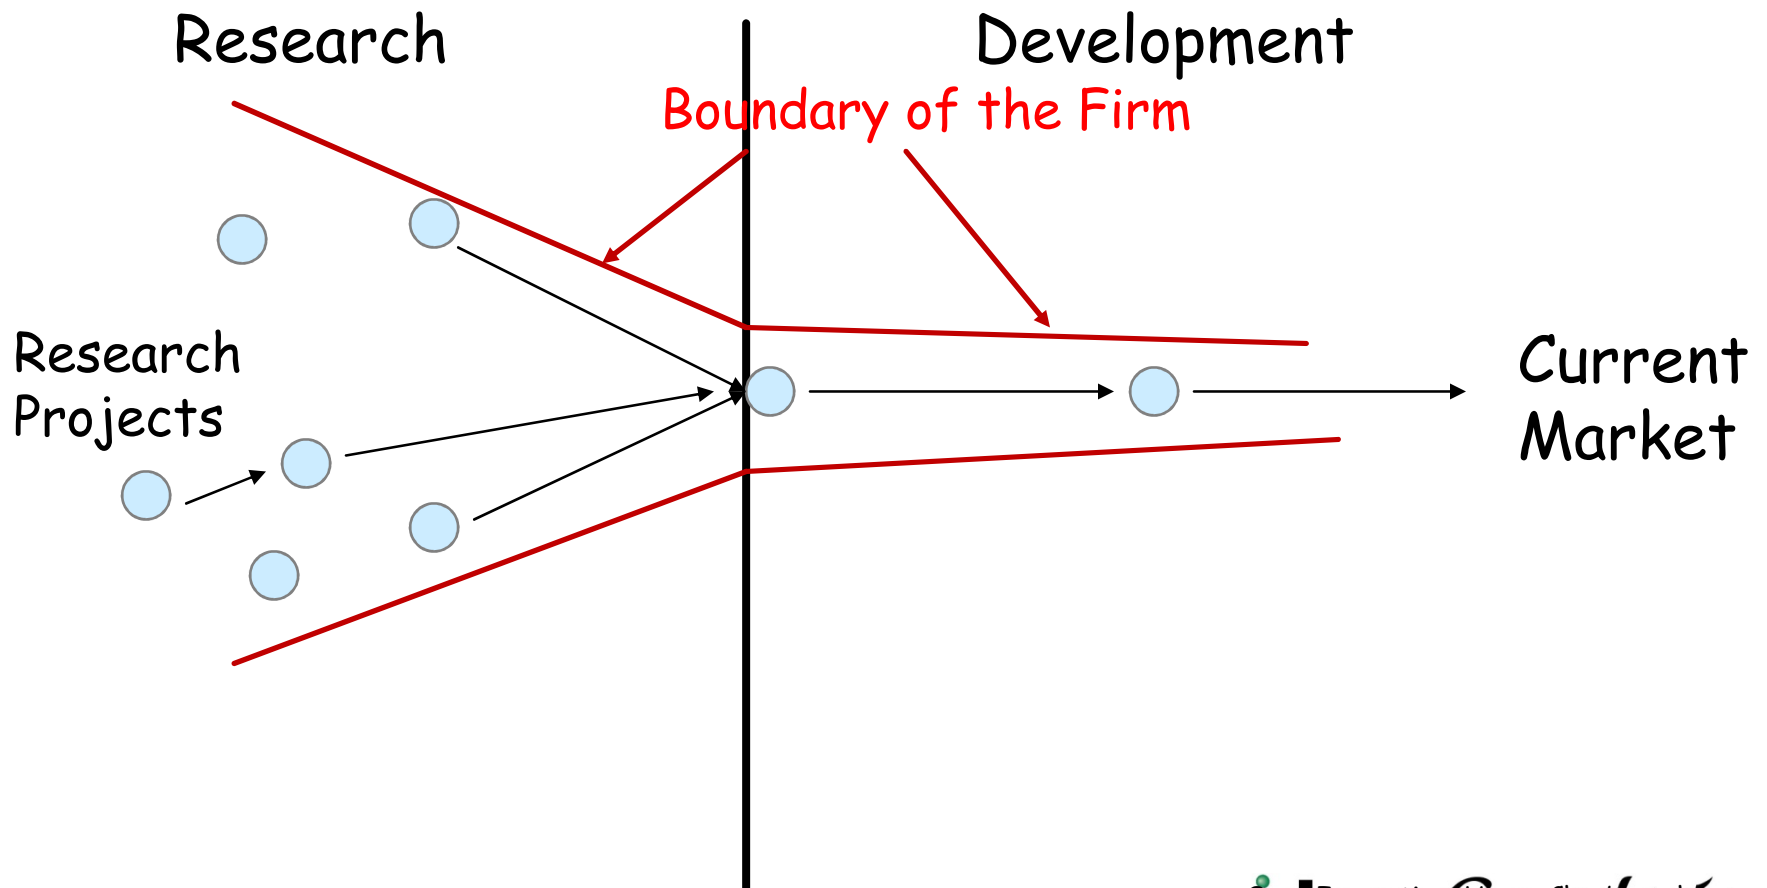 Research
Development
Boundary of the Firm
Research
Projects
Current
Market